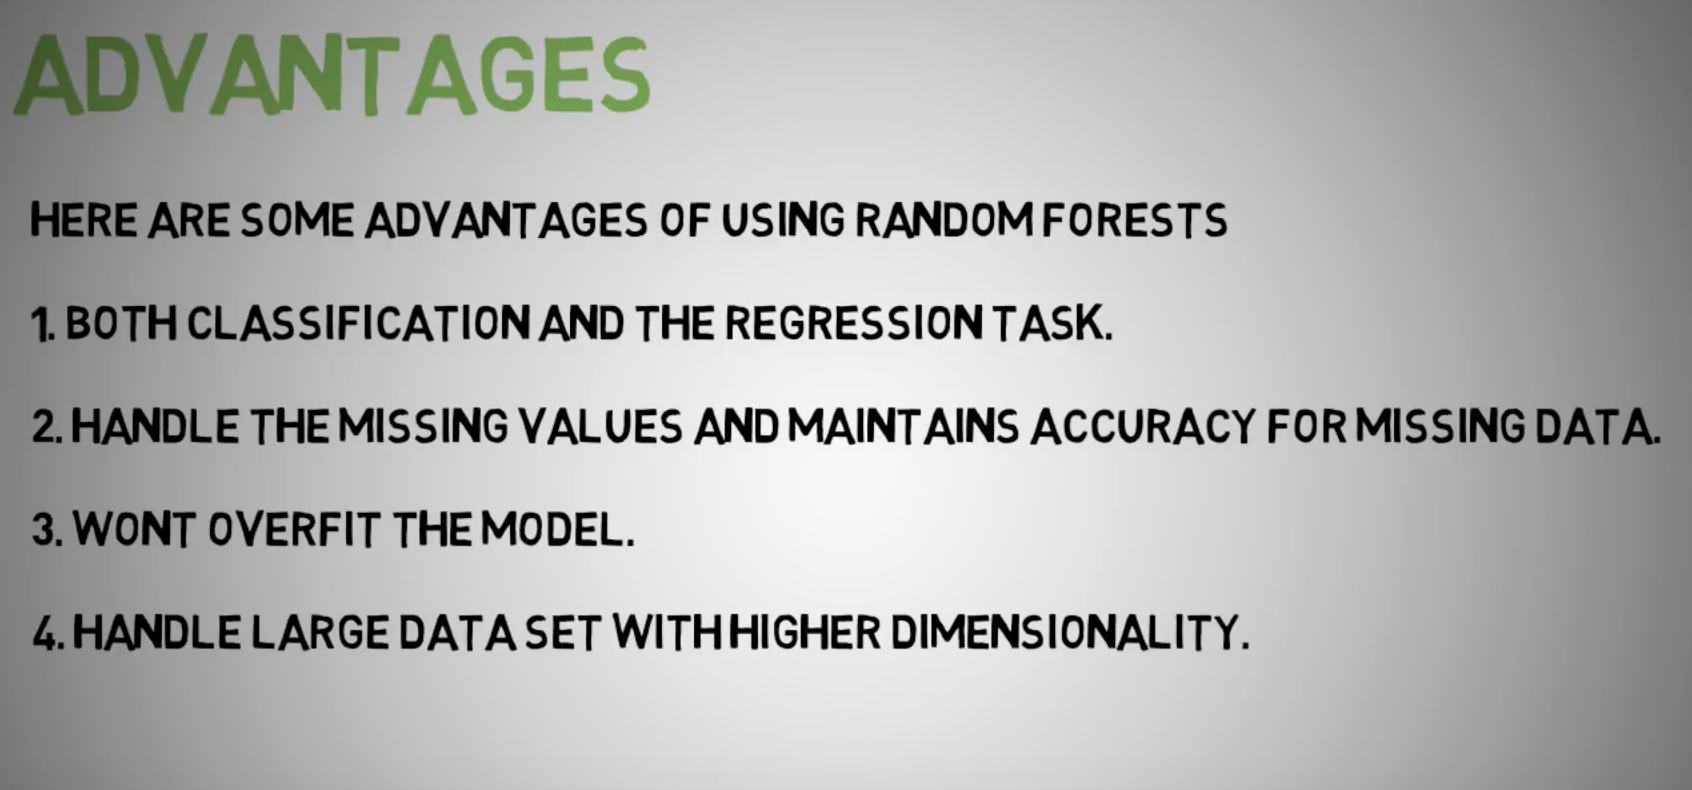 ADVANTAGES
HERE ARE SOME ADVANTAGES OF USING RANDOM FORESTS
1. BOTH CLASSIFICATION AND THE REGRESSION TASK.
2. HANDLE THE MISSING VALUES AND MAINTAINS ACCURACY FOR MISSING DATA.
3. WONT OVERFIT THE MODEL.
4. HANDLE LARGE DATA SET WITH HIGHER DIMENSIONALITY.